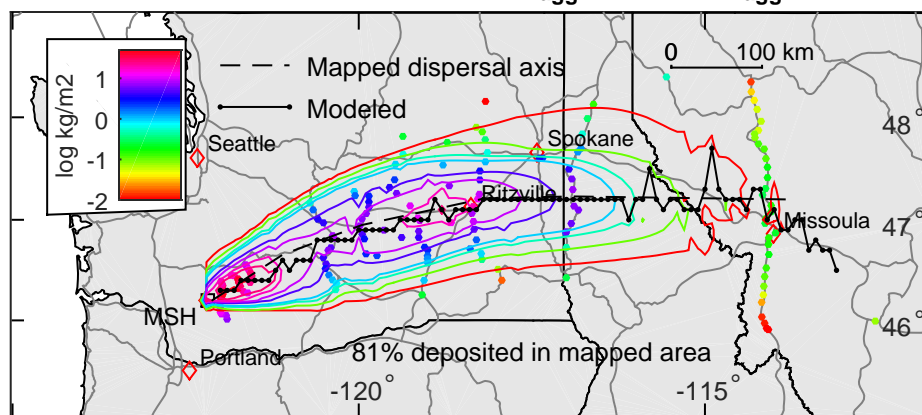 0 100 km
Mapped dispersal axis
Modeled
log kg/m2
1
0
-1
-2
Seattle
Spokane
48°
Ritzville
47°
Missoula
MSH
46°
Portland
81% deposited in mapped area
-120° -115°